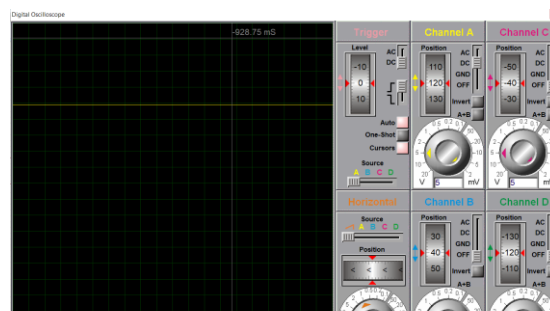 Digital Oscilloscope
-928.75 mS
Trigger
Level
AC
DC
-10
0
10
Auto
One-Shot
Cursors
Source
A B C D
Horizontal
Source
A B C D
Position
Channel A
Position
AC
DC
GND
OFF
110
120
130
Invert
A+B
V
5
mV
Channel C
Position
AC
DC
GND
OFF
-50
-40
-30
Invert
A+B
V
5
mV
Channel B
Position
AC
DC
GND
OFF
30
40
50
Invert
A+B
Channel D
Position
AC
DC
GND
OFF
-130
-120
-110
Invert
A+B